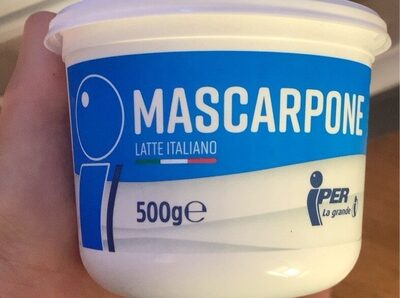 MASCARPONE
LATTE ITALIANO
500g℮
iPER
La grande i